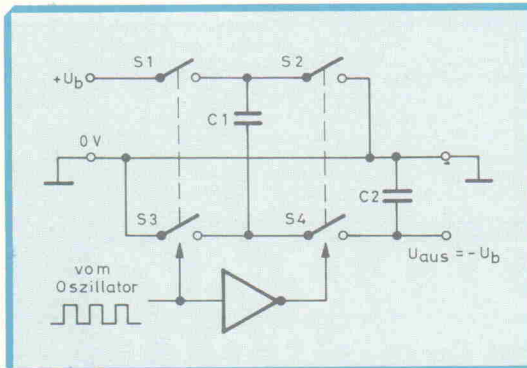 S1
S2
+Ub
C1
0 V
C2
S3
S4
Uaus = -Ub
vom
Oszillator